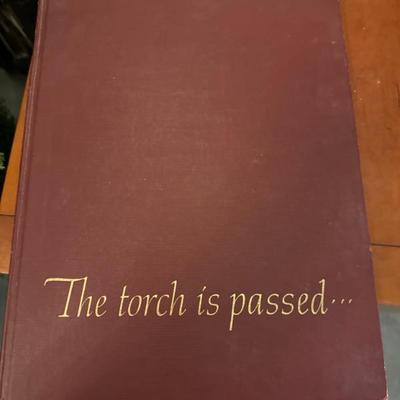 The torch is passed...